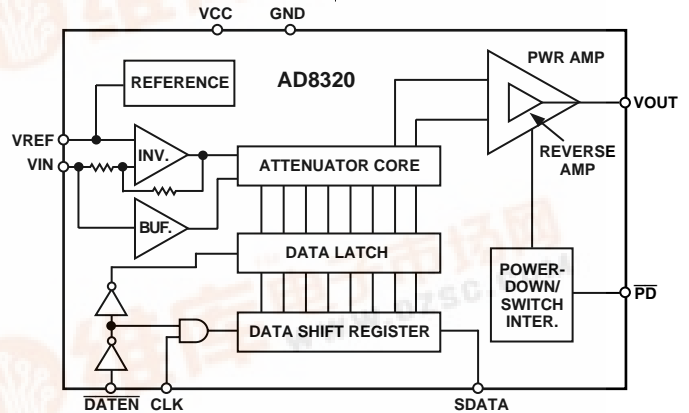 VCC GND
PWR AMP
REFERENCE
AD8320
VOUT
VREF
VIN
INV.
ATTENUATOR CORE
REVERSE
AMP
BUF.
DATA LATCH
POWER-
DOWN/
SWITCH
INTER.
PD
DATA SHIFT REGISTER
DATEN CLK SDATA